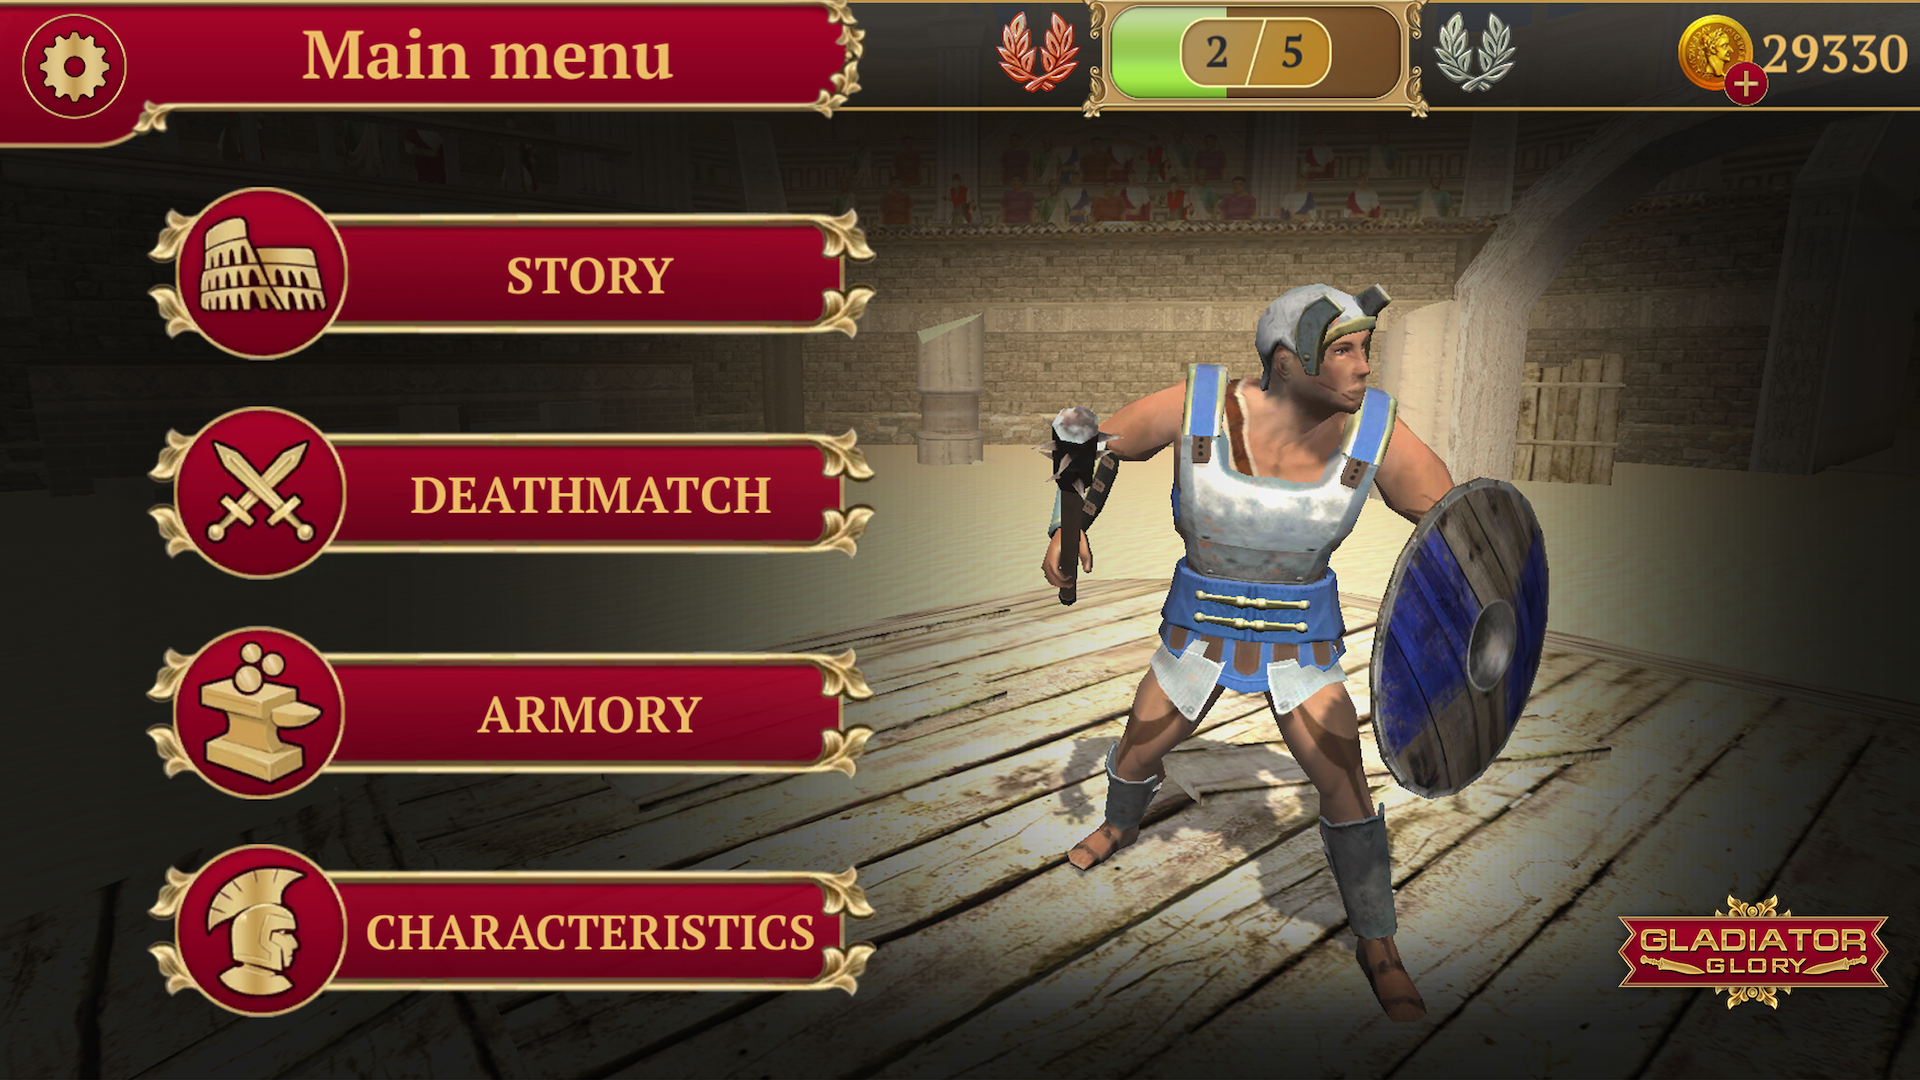 Main menu
2 / 5
29330
STORY
DEATHMATCH
ARMORY
CHARACTERISTICS
GLADIATOR
GLORY